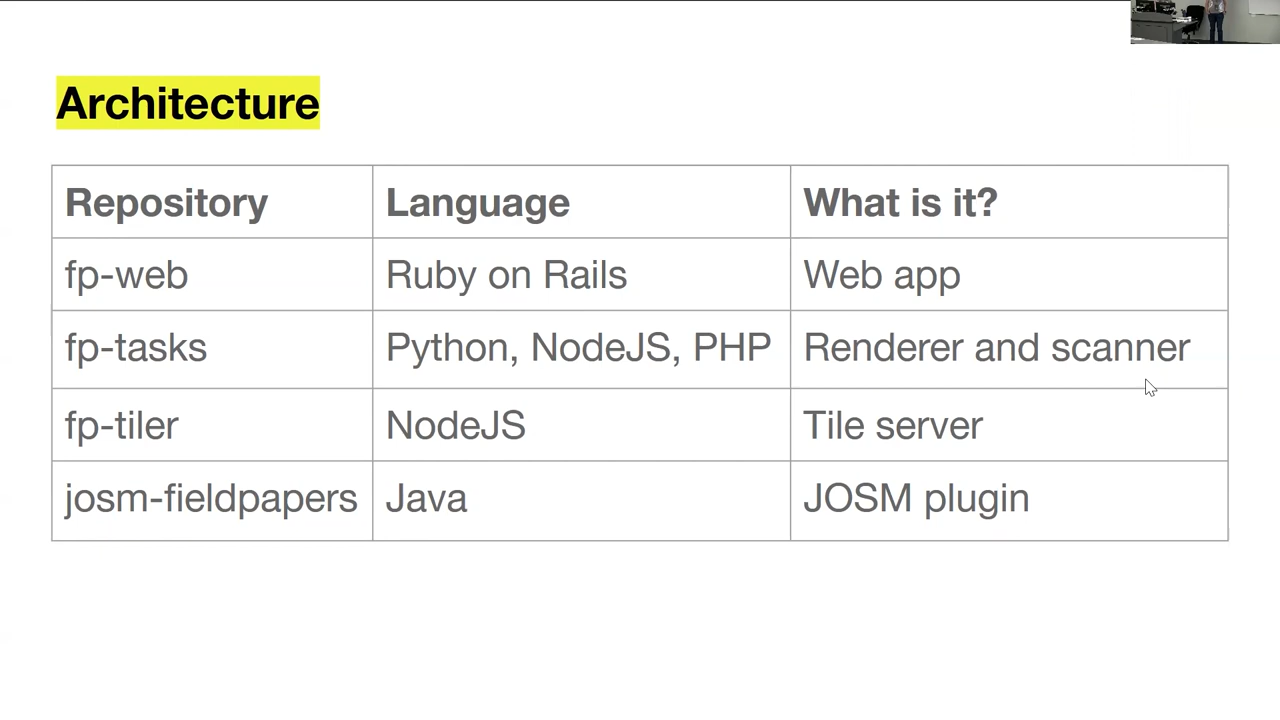 Architecture
Repository Language What is it?
fp-web Ruby on Rails Web app
fp-tasks Python, NodeJS, PHP Renderer and scanner
fp-tiler NodeJS Tile server
josm-fieldpapers Java JOSM plugin